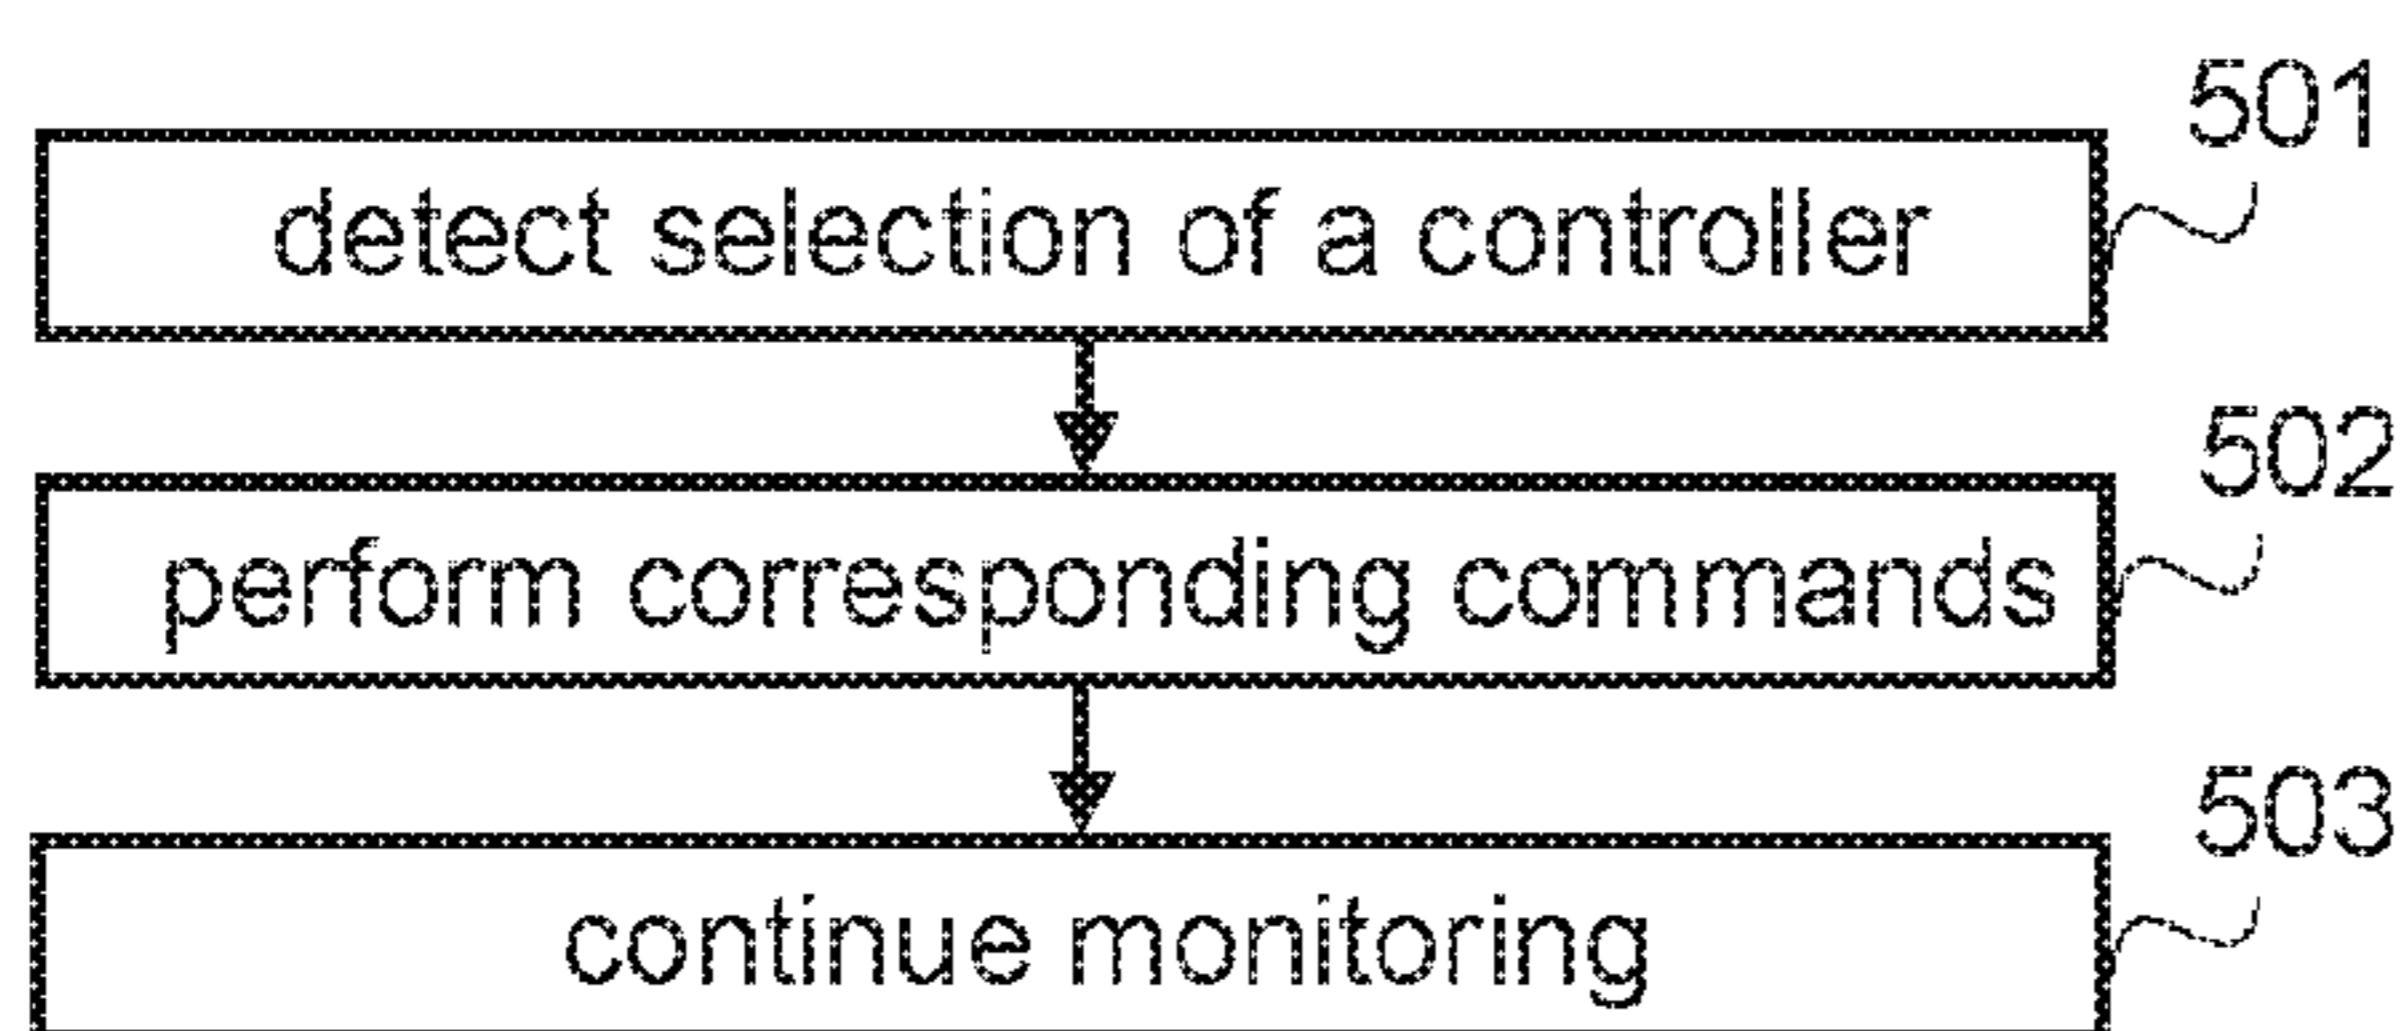 501
detect selection of a controller
502
perform corresponding commands
503
continue monitoring